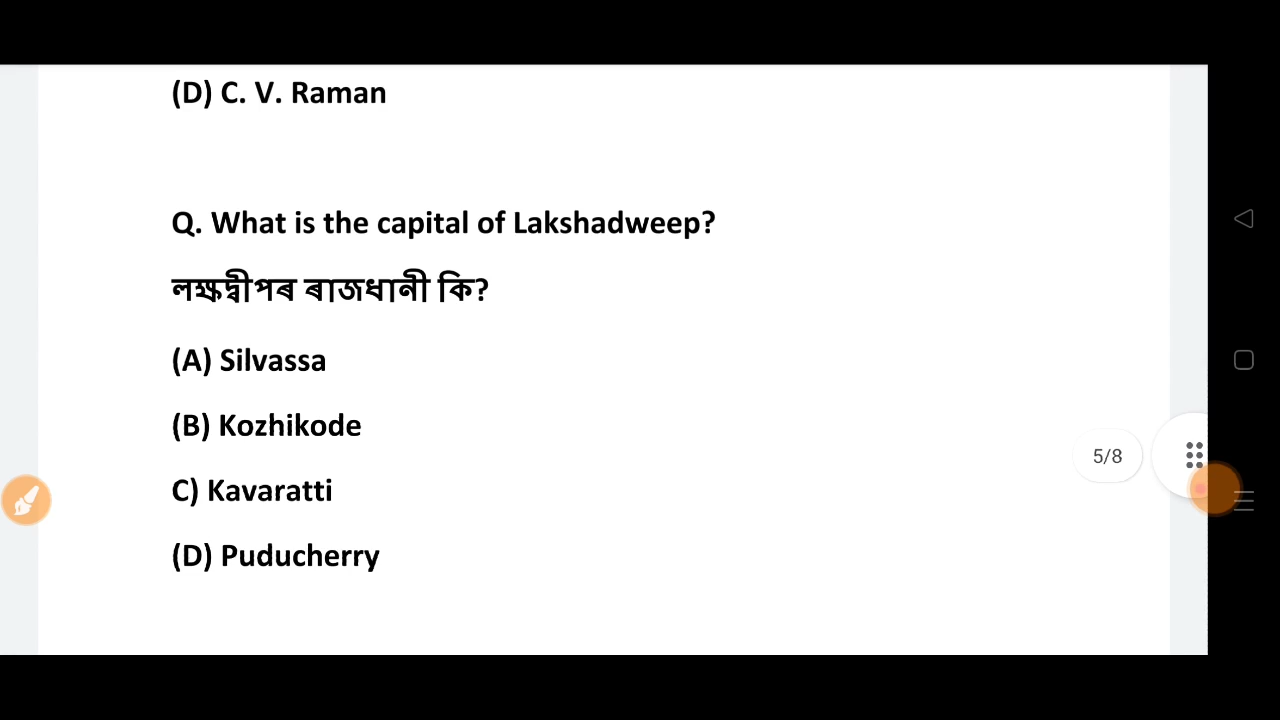 (D) C. V. Raman
Q. What is the capital of Lakshadweep?
লক্ষদ্বীপৰ ৰাজধানী কি?
(A) Silvassa
(B) Kozhikode
C) Kavaratti
(D) Puducherry
5/8